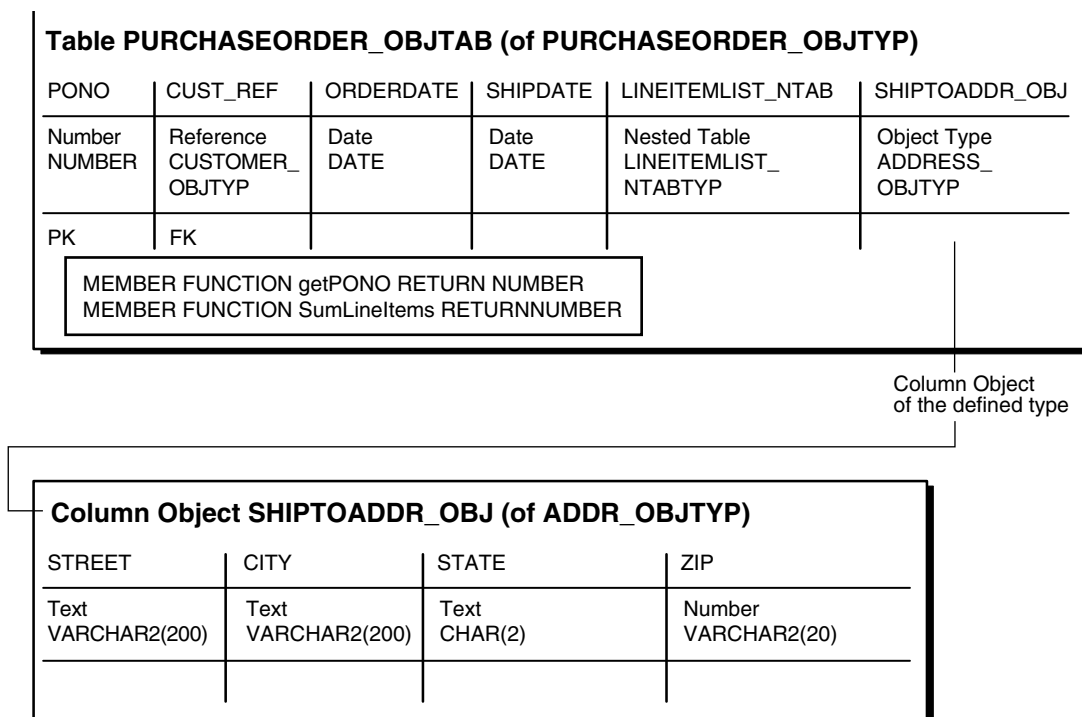 Table PURCHASEORDER_OBJTAB (of PURCHASEORDER_OBJTYP)
PONO CUST_REF ORDERDATE SHIPDATE LINEITEMLIST_NTAB SHIPTOADDR_OBJ
Number Reference Date Date Nested Table Object Type
NUMBER CUSTOMER_ DATE DATE LINEITEMLIST_ ADDRESS_
OBJTYP NTABTYP OBJTYP
PK FK
MEMBER FUNCTION getPONO RETURN NUMBER
MEMBER FUNCTION SumLineItems RETURNNUMBER
Column Object
of the defined type
Column Object SHIPTOADDR_OBJ (of ADDR_OBJTYP)
STREET CITY STATE ZIP
Text Text Text Number
VARCHAR2(200) VARCHAR2(200) CHAR(2) VARCHAR2(20)